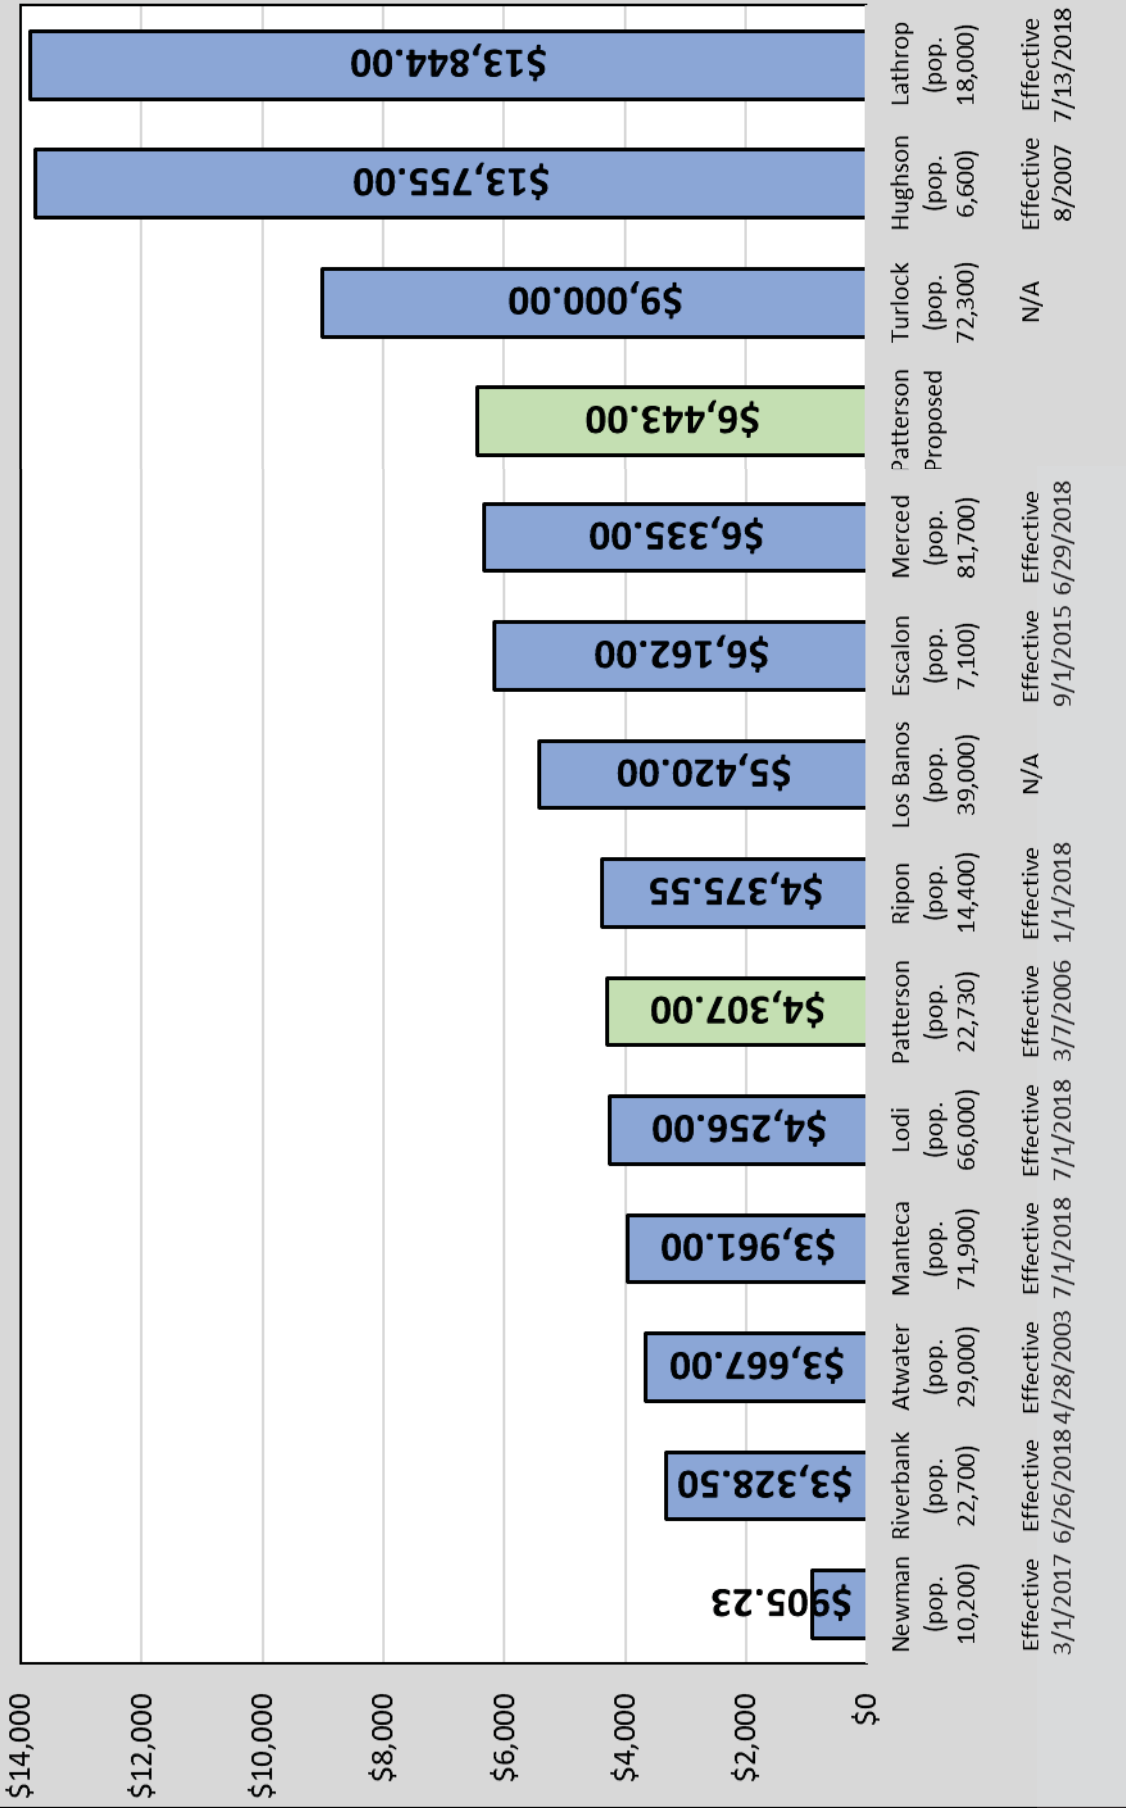 $14,000
$12,000
$10,000
$8,000
$6,000
$4,000
$2,000
$0
$905.23
$3,328.50
$3,667.00
$3,961.00
$4,256.00
$4,307.00
$4,375.55
$5,420.00
$6,162.00
$6,335.00
$6,443.00
$9,000.00
$13,755.00
$13,844.00
Newman
(pop.
10,200)
Effective
3/1/2017
Riverbank
(pop.
22,700)
Effective
6/26/2018
Atwater
(pop.
29,000)
Effective
4/28/2003
Manteca
(pop.
71,900)
Effective
7/1/2018
Lodi
(pop.
66,000)
Effective
7/1/2018
Patterson
(pop.
22,730)
Effective
3/7/2006
Ripon
(pop.
14,400)
Effective
1/1/2018
Los Banos
(pop.
39,000)
N/A
Escalon
(pop.
7,100)
Effective
9/1/2015
Merced
(pop.
81,700)
Effective
6/29/2018
Patterson
Proposed
Turlock
(pop.
72,300)
N/A
Hughson
(pop.
6,600)
Effective
8/2007
Lathrop
(pop.
18,000)
Effective
7/13/2018